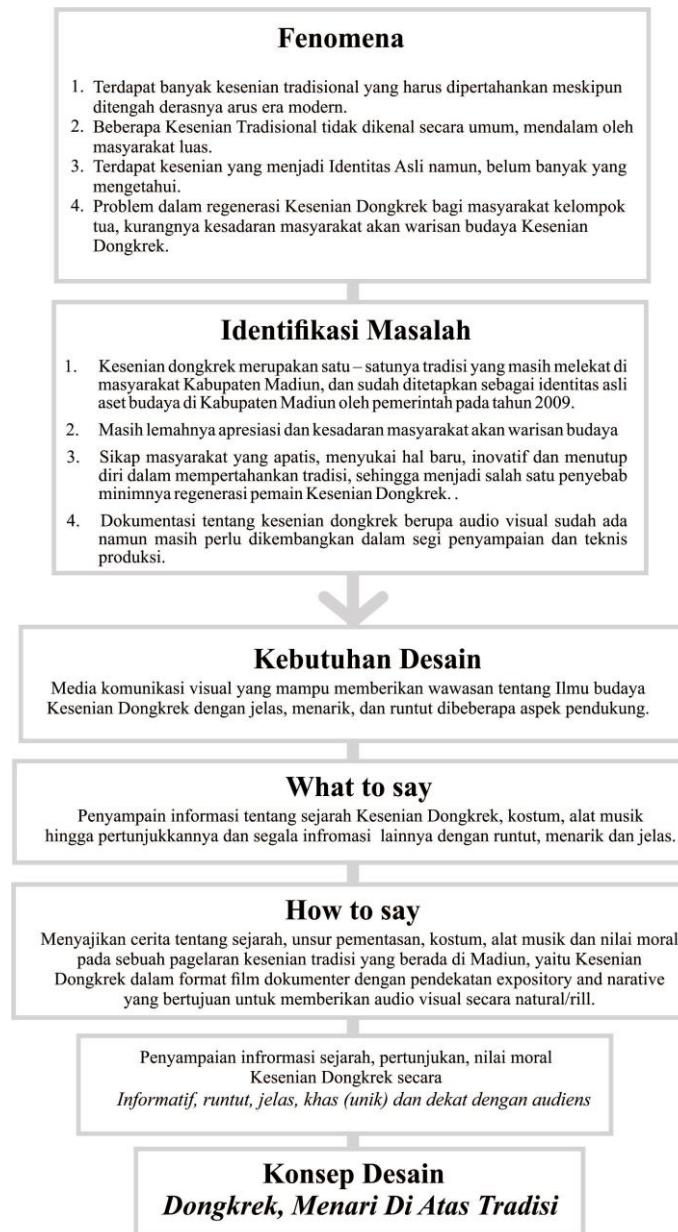 Fenomena
1. Terdapat banyak kesenian tradisional yang harus dipertahankan meskipun
ditengah derasnya arus era modern.
2. Beberapa Kesenian Tradisional tidak dikenal secara umum, mendalam oleh
masyarakat luas.
3. Terdapat kesenian yang menjadi Identitas Asli namun, belum banyak yang
mengetahui.
4. Problem dalam regenerasi Kesenian Dongkrek bagi masyarakat kelompok
tua, kurangnya kesadaran masyarakat akan warisan budaya Kesenian
Dongkrek.
Identifikasi Masalah
1. Kesenian dongkrek merupakan satu – satunya tradisi yang masih melekat di
masyarakat Kabupaten Madiun, dan sudah ditetapkan sebagai identitas asli
aset budaya di Kabupaten Madiun oleh pemerintah pada tahun 2009.
2. Masih lemahnya apresiasi dan kesadaran masyarakat akan warisan budaya
3. Sikap masyarakat yang apatis, menyukai hal baru, inovatif dan menutup
diri dalam mempertahankan tradisi, sehingga menjadi salah satu penyebab
minimnya regenerasi pemain Kesenian Dongkrek. .
4. Dokumentasi tentang kesenian dongkrek berupa audio visual sudah ada
namun masih perlu dikembangkan dalam segi penyampaian dan teknis
produksi.
Kebutuhan Desain
Media komunikasi visual yang mampu memberikan wawasan tentang Ilmu budaya
Kesenian Dongkrek dengan jelas, menarik, dan runtut dibeberapa aspek pendukung.
What to say
Penyampain informasi tentang sejarah Kesenian Dongkrek, kostum, alat musik
hingga pertunjukkannya dan segala infromasi lainnya dengan runtut, menarik dan jelas.
How to say
Menyajikan cerita tentang sejarah, unsur pementasan, kostum, alat musik dan nilai moral
pada sebuah pagelaran kesenian tradisi yang berada di Madiun, yaitu Kesenian
Dongkrek dalam format film dokumenter dengan pendekatan expository and narative
yang bertujuan untuk memberikan audio visual secara natural/rill.
Penyampaian infrormasi sejarah, pertunjukan, nilai moral
Kesenian Dongkrek secara
Informatif, runtut, jelas, khas (unik) dan dekat dengan audiens
Konsep Desain
Dongkrek, Menari Di Atas Tradisi